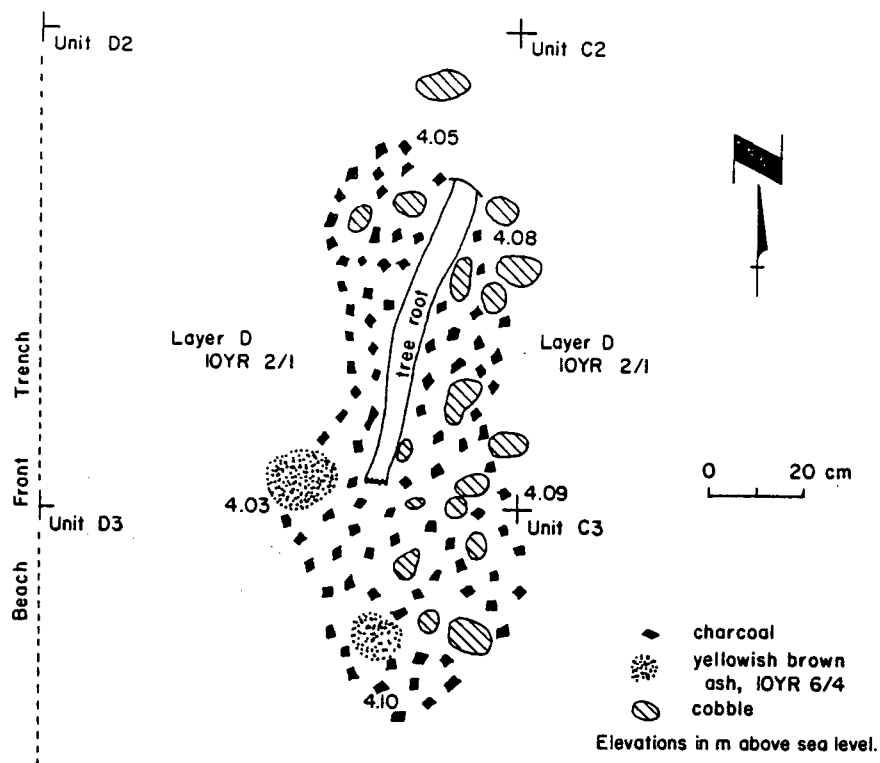 Unit D2
Unit C2
4.05
4.08
Layer D
10YR 2/1
tree root
Layer D
10YR 2/1
Beach Front Trench
0 20 cm
4.03
4.09
Unit D3
Unit C3
4.10
charcoal
yellowish brown
ash, 10YR 6/4
cobble
Elevations in m above sea level.